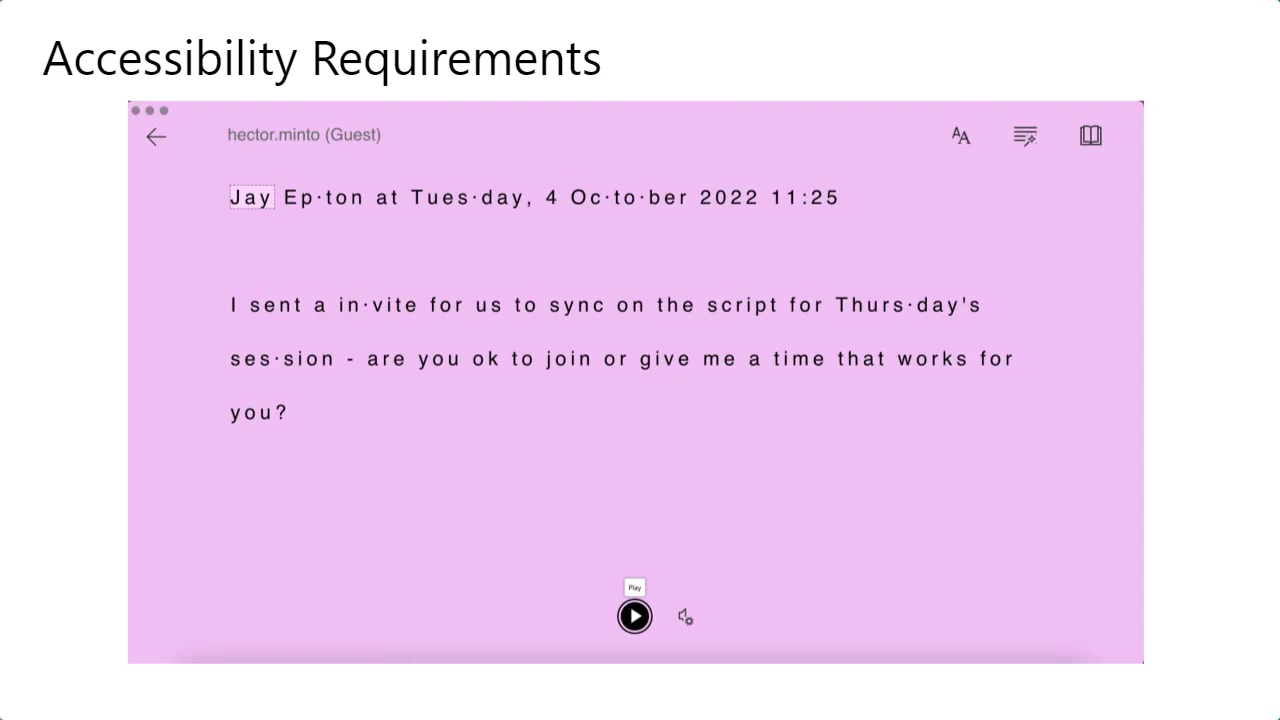 Accessibility Requirements
hector.minto (Guest)
AA
Jay Ep·ton at Tues·day, 4 Oc·to·ber 2022 11:25
I sent a in·vite for us to sync on the script for Thurs·day's
ses·sion - are you ok to join or give me a time that works for
you?
Play